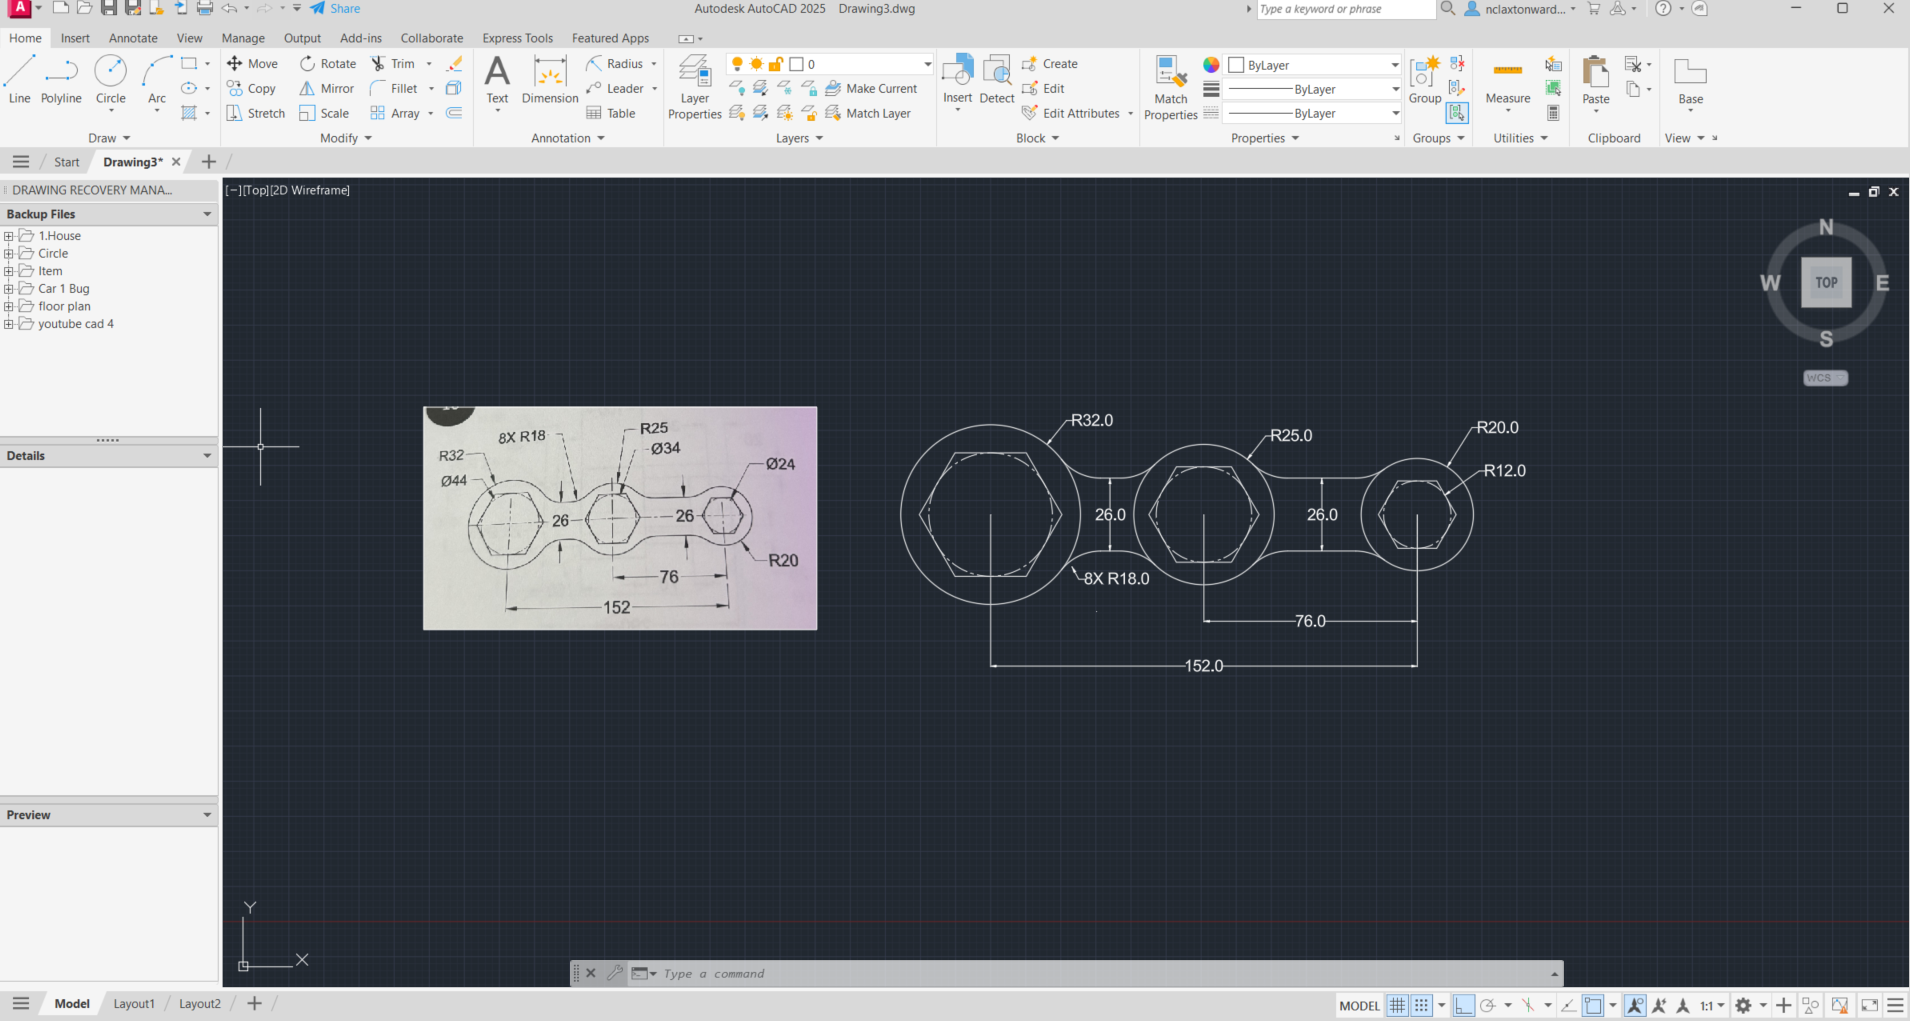 A Share Autodesk AutoCAD 2025 Drawing3.dwg Type a keyword or phrase nclaxtonward...
Home Insert Annotate View Manage Output Add-ins Collaborate Express Tools Featured Apps
Line Polyline Circle Arc
Move Rotate Trim
Copy Mirror Fillet
Stretch Scale Array
Text Dimension
Radius
Leader
Table
Layer Properties
0
Make Current
Match Layer
Insert Detect
Create
Edit
Edit Attributes
Match Properties
ByLayer
ByLayer
ByLayer
Group Measure Paste Base
Draw Modify Annotation Layers Block Properties Groups Utilities Clipboard View
Start Drawing3*
DRAWING RECOVERY MANA...
Backup Files
1.House
Circle
Item
Car 1 Bug
floor plan
youtube cad 4
Details
Preview
[−][Top][2D Wireframe]
N
W TOP E
S
WCS
8X R18
R25
Ø34
R32
Ø44
Ø24
26
26
R20
76
152
R32.0
R25.0
R20.0
R12.0
26.0
26.0
8X R18.0
76.0
152.0
Y
X
Type a command
Model Layout1 Layout2
MODEL 1:1